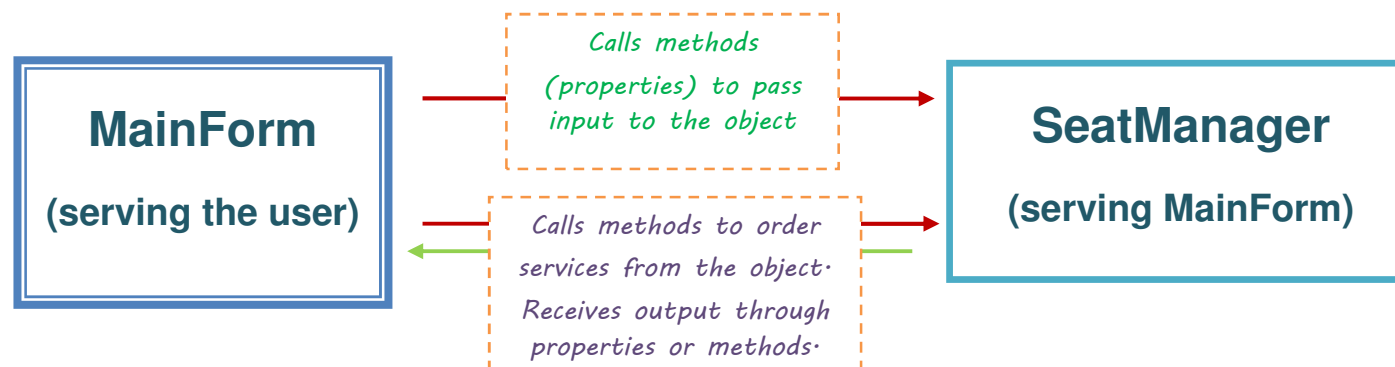 MainForm
(serving the user)
Calls methods
(properties) to pass
input to the object
Calls methods to order
services from the object.
Receives output through
properties or methods.
SeatManager
(serving MainForm)